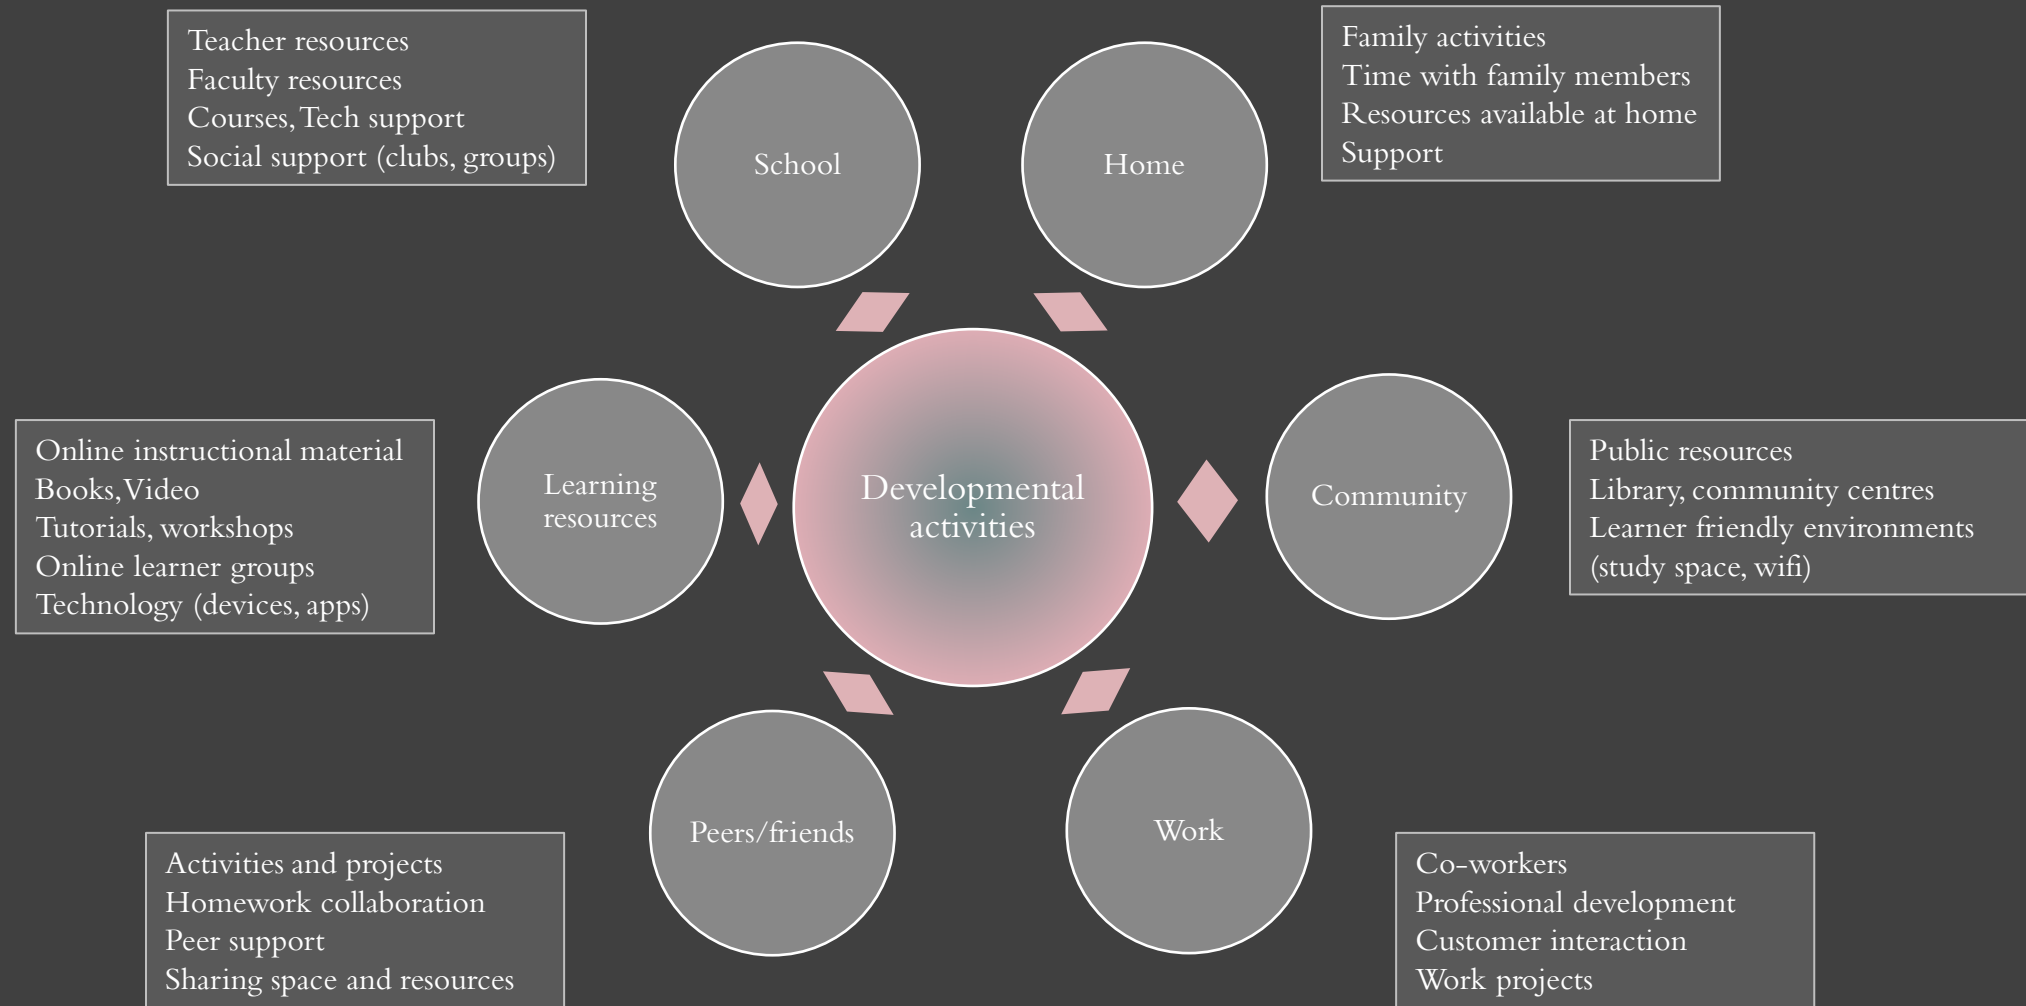 Teacher resources
Faculty resources
Courses, Tech support
Social support (clubs, groups)
School
Home
Family activities
Time with family members
Resources available at home
Support
Online instructional material
Books, Video
Tutorials, workshops
Online learner groups
Technology (devices, apps)
Learning
resources
Developmental
activities
Community
Public resources
Library, community centres
Learner friendly environments
(study space, wifi)
Activities and projects
Homework collaboration
Peer support
Sharing space and resources
Peers/friends
Work
Co-workers
Professional development
Customer interaction
Work projects